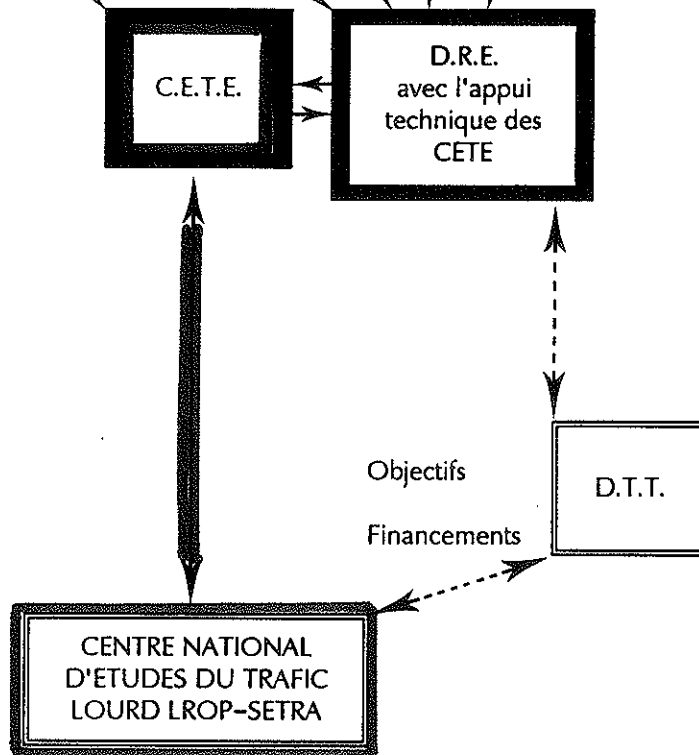 C.E.T.E.
D.R.E.
avec l'appui
technique des
CETE
Objectifs
Financements
D.T.T.
CENTRE NATIONAL
D'ETUDES DU TRAFIC
LOURD LROP-SETRA